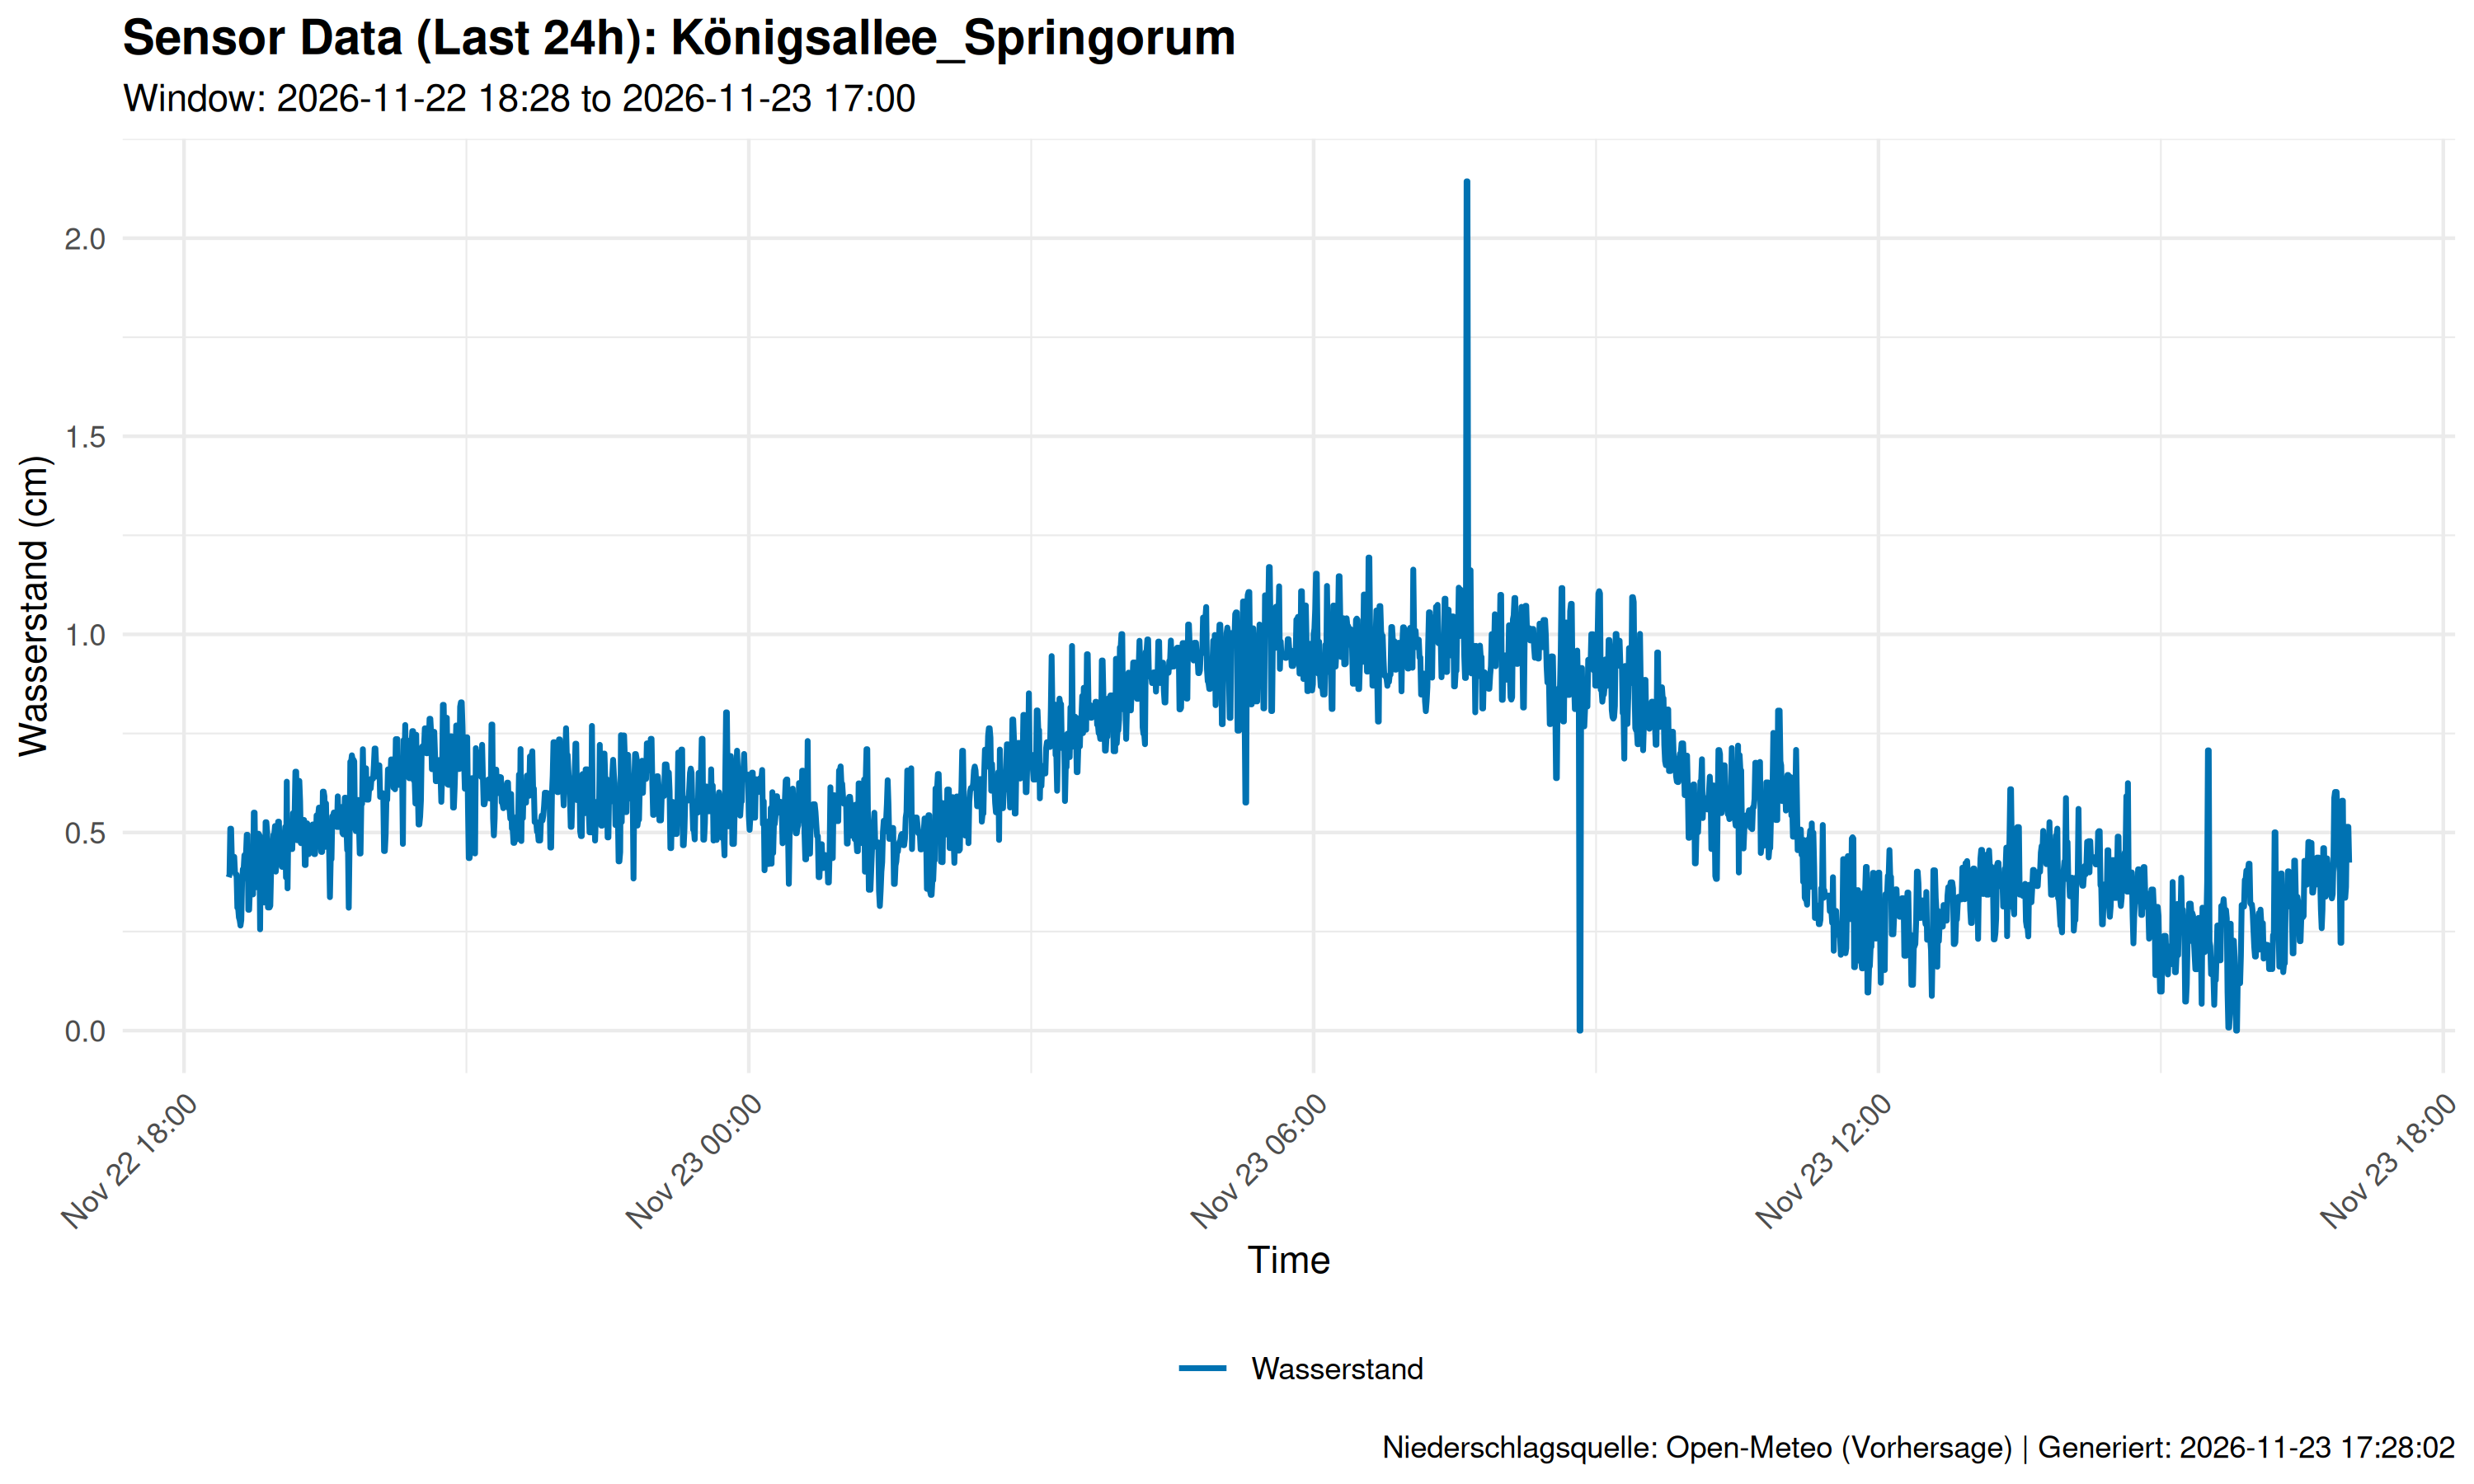 Sensor Data (Last 24h): Königsallee_Springorum
Window: 2026-11-22 18:28 to 2026-11-23 17:00
Wasserstand (cm)
2.0
1.5
1.0
0.5
0.0
Nov 22 18:00
Nov 23 00:00
Nov 23 06:00
Nov 23 12:00
Nov 23 18:00
Time
Wasserstand
Niederschlagsquelle: Open-Meteo (Vorhersage) | Generiert: 2026-11-23 17:28:02